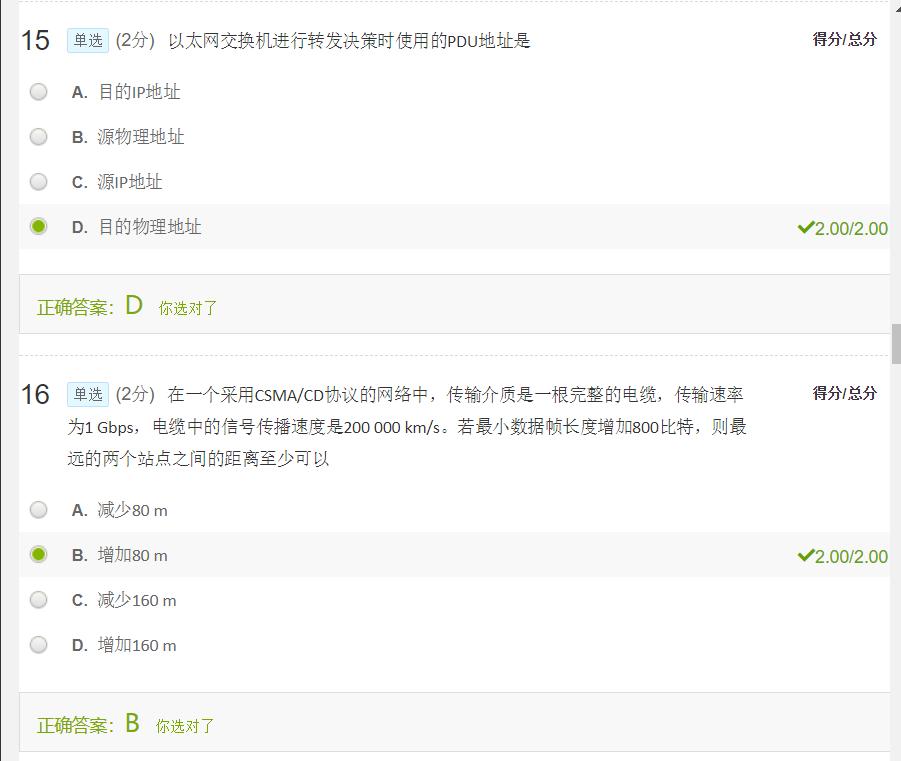 15 单选 (2分) 以太网交换机进行转发决策时使用的PDU地址是 得分/总分
A. 目的IP地址
B. 源物理地址
C. 源IP地址
D. 目的物理地址 2.00/2.00
正确答案: D 你选对了
16 单选 (2分) 在一个采用CSMA/CD协议的网络中，传输介质是一根完整的电缆，传输速率 得分/总分
为1 Gbps，电缆中的信号传播速度是200 000 km/s。若最小数据帧长度增加800比特，则最
远的两个站点之间的距离至少可以
A. 减少80 m
B. 增加80 m 2.00/2.00
C. 减少160 m
D. 增加160 m
正确答案: B 你选对了